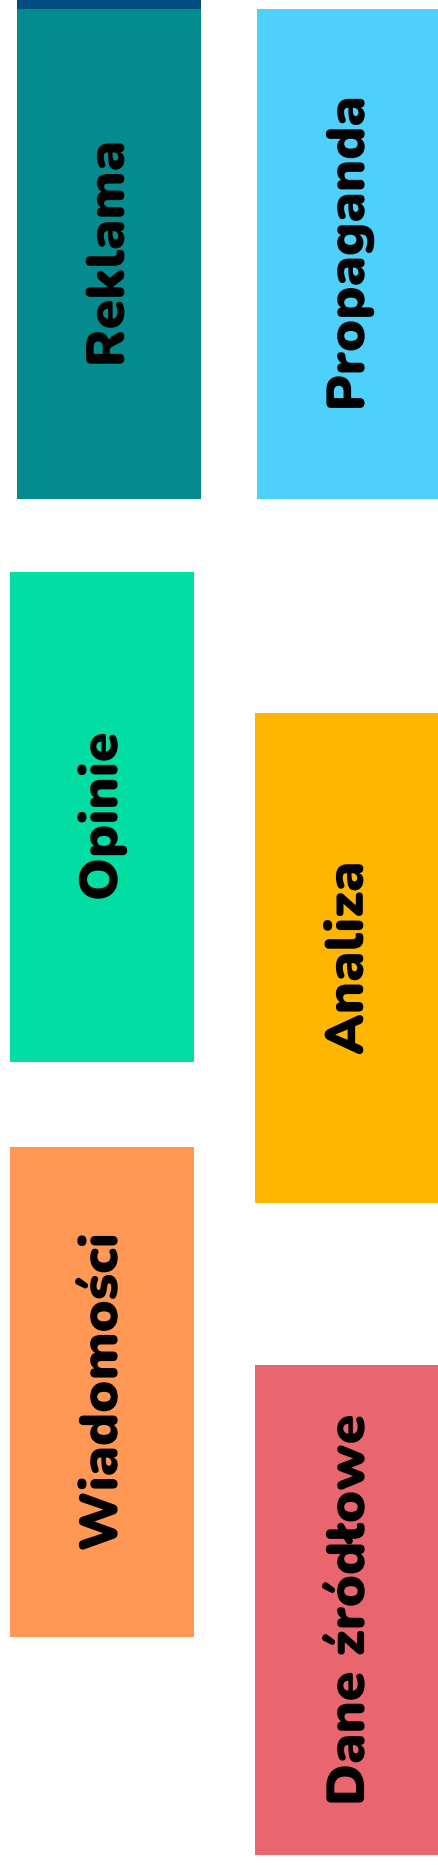 Reklama
Propaganda
Opinie
Analiza
Wiadomości
Dane źródłowe